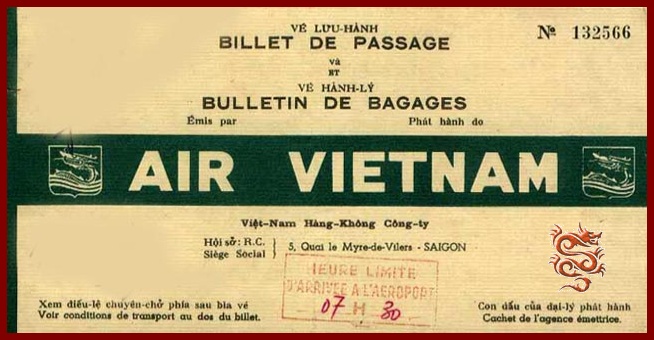 VÉ LƯU-HÀNH
BILLET DE PASSAGE
Nº 132566
và
ET
VÉ HÀNH-LÝ
BULLETIN DE BAGAGES
Émis par
Phát hành do
AIR VIETNAM
Việt-Nam Hàng-Không Công-ty
Hội sở: R.C.
Siège Social
5, Quai le Myre-de-Vilers - SAIGON
HEURE LIMITE
D'ARRIVÉE A L'AEROPORT
07 H 30
Xem điều-lệ chuyên-chở phía sau bìa vé
Voir conditions de transport au dos du billet.
Con dấu của đại-lý phát hành
Cachet de l'agence émettrice.